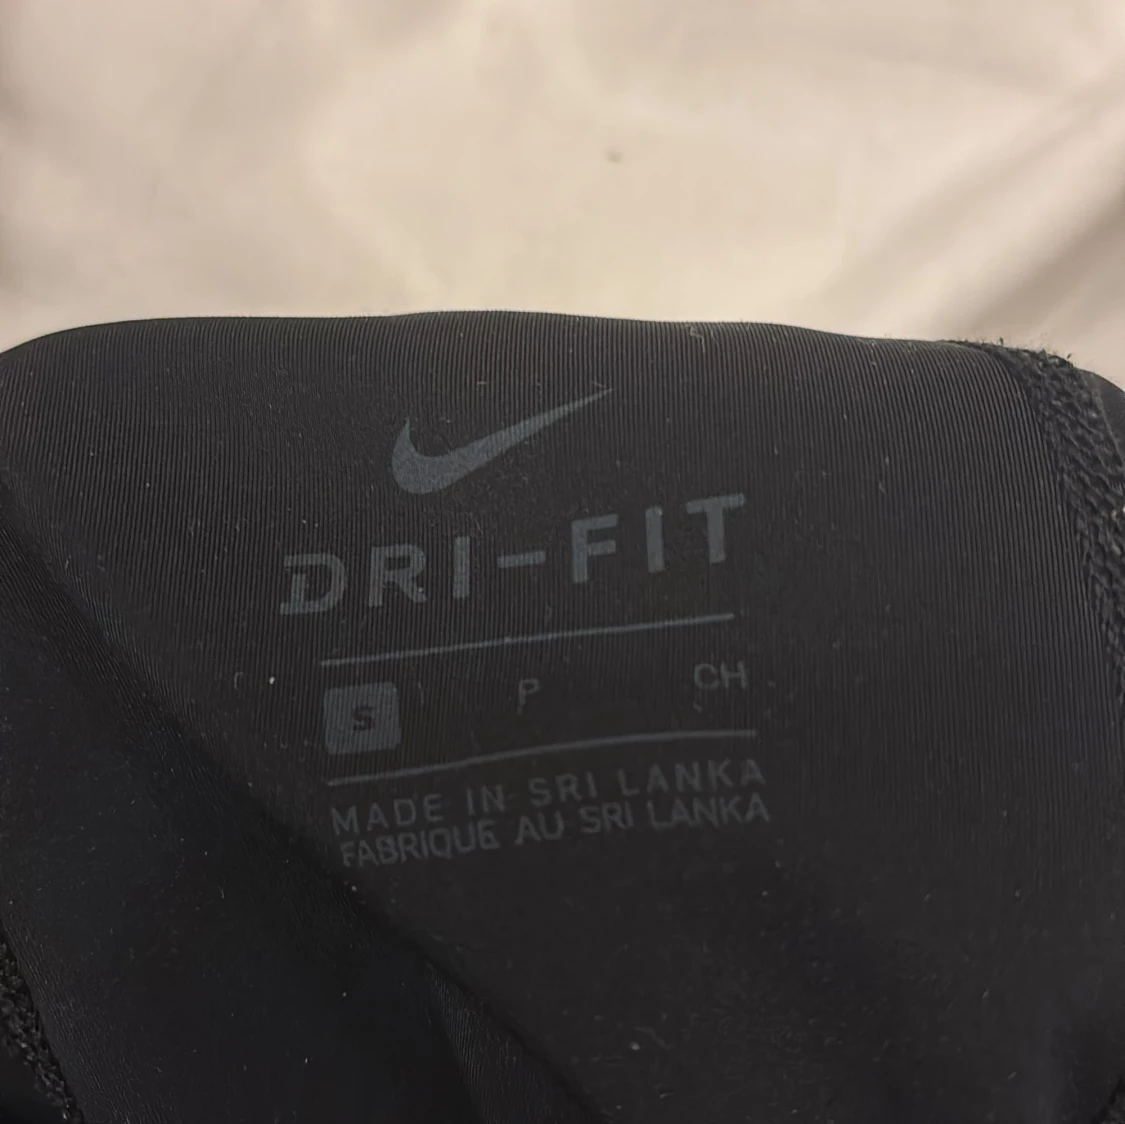 DRI-FIT
S P CH
MADE IN SRI LANKA
FABRIQUE AU SRI LANKA